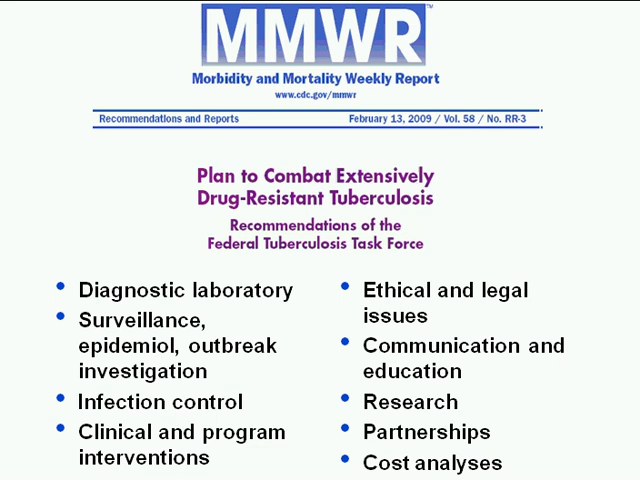 MMWR™
Morbidity and Mortality Weekly Report
www.cdc.gov/mmwr
Recommendations and Reports
February 13, 2009 / Vol. 58 / No. RR-3
Plan to Combat Extensively
Drug-Resistant Tuberculosis
Recommendations of the
Federal Tuberculosis Task Force
• Diagnostic laboratory
• Surveillance,
epidemiol, outbreak
investigation
• Infection control
• Clinical and program
interventions
• Ethical and legal
issues
• Communication and
education
• Research
• Partnerships
• Cost analyses